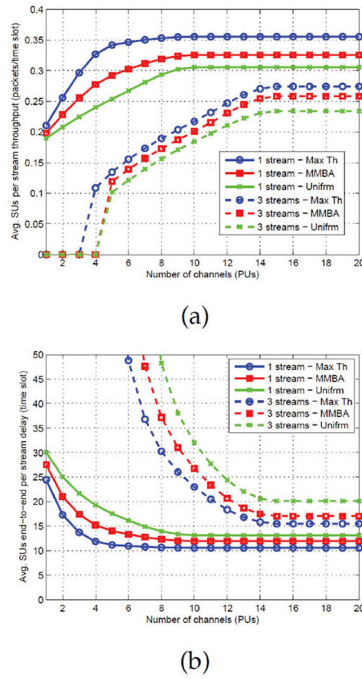 Avg. SUs per stream throughput (packets/time slot)
0.4
0.35
0.3
0.25
0.2
0.15
0.1
0.05
0
1 stream – Max Th
1 stream – MMBA
1 stream – Unifrm
3 streams – Max Th
3 streams – MMBA
3 streams – Unifrm
2 4 6 8 10 12 14 16 18 20
Number of channels (PUs)
(a)
Avg. SUs end–to–end per stream delay (time slot)
50
45
40
35
30
25
20
15
10
5
0
1 stream – Max Th
1 stream – MMBA
1 stream – Unifrm
3 streams – Max Th
3 streams – MMBA
3 streams – Unifrm
2 4 6 8 10 12 14 16 18 20
Number of channels (PUs)
(b)